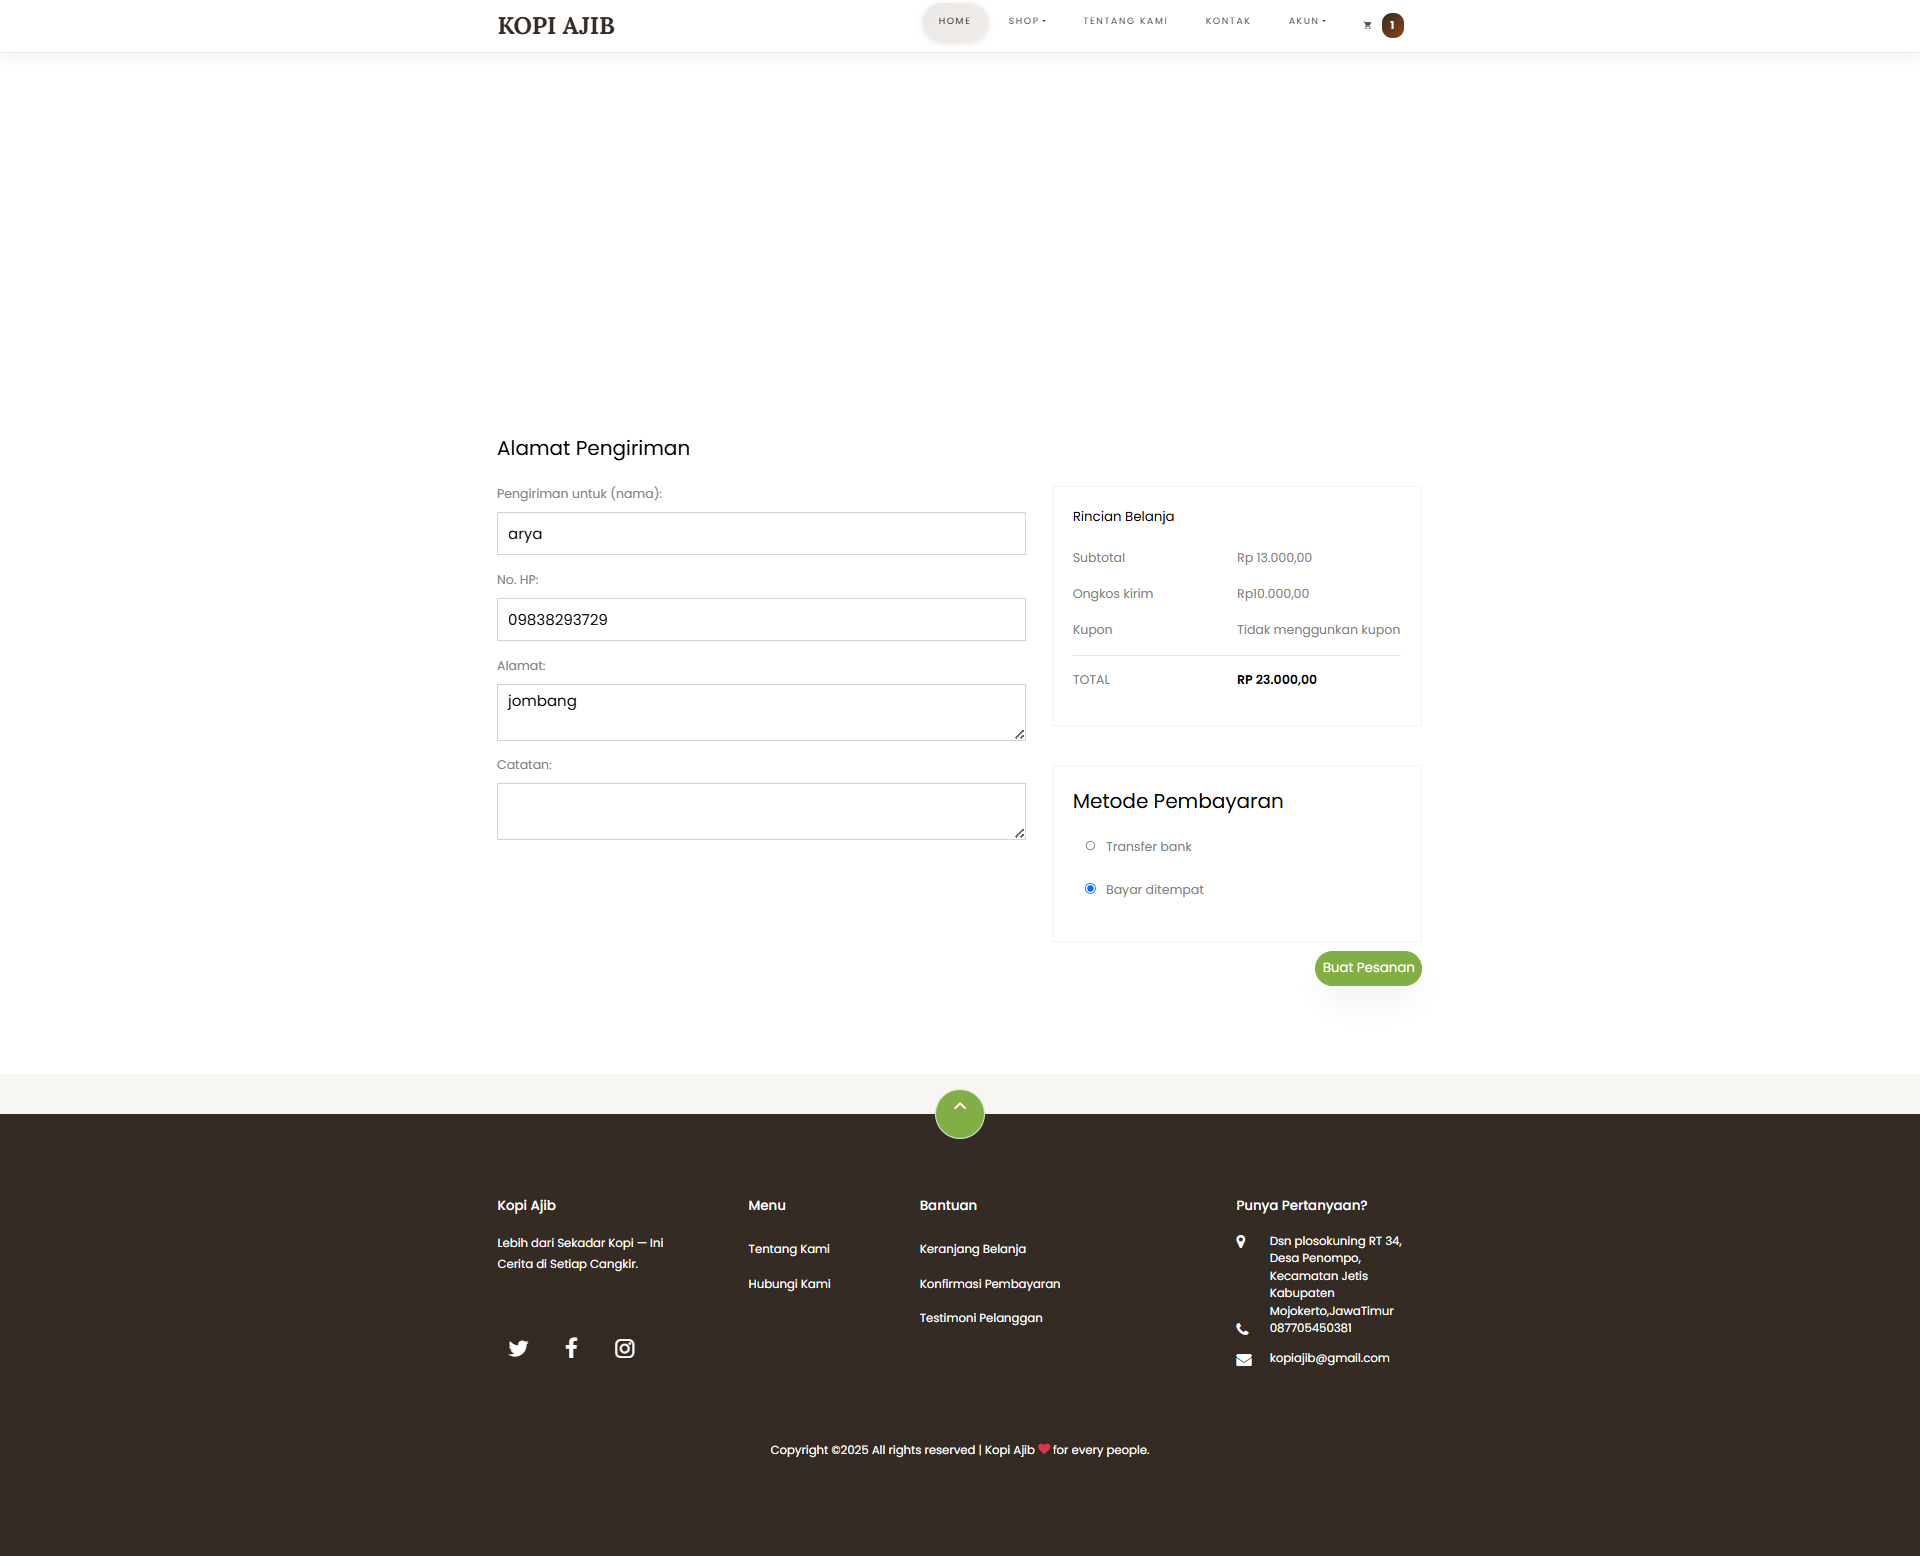 KOPI AJIB
HOME
SHOP
TENTANG KAMI
KONTAK
AKUN
1
Alamat Pengiriman
Pengiriman untuk (nama):
arya
No. HP:
09838293729
Alamat:
jombang
Catatan:
Rincian Belanja
Subtotal Rp 13.000,00
Ongkos kirim Rp10.000,00
Kupon Tidak menggunkan kupon
TOTAL RP 23.000,00
Metode Pembayaran
Transfer bank
Bayar ditempat
Buat Pesanan
Kopi Ajib
Lebih dari Sekadar Kopi — Ini
Cerita di Setiap Cangkir.
Menu
Tentang Kami
Hubungi Kami
Bantuan
Keranjang Belanja
Konfirmasi Pembayaran
Testimoni Pelanggan
Punya Pertanyaan?
Dsn plosokuning RT 34,
Desa Penompo,
Kecamatan Jetis
Kabupaten
Mojokerto,JawaTimur
087705450381
kopiajib@gmail.com
Copyright ©2025 All rights reserved | Kopi Ajib ❤ for every people.